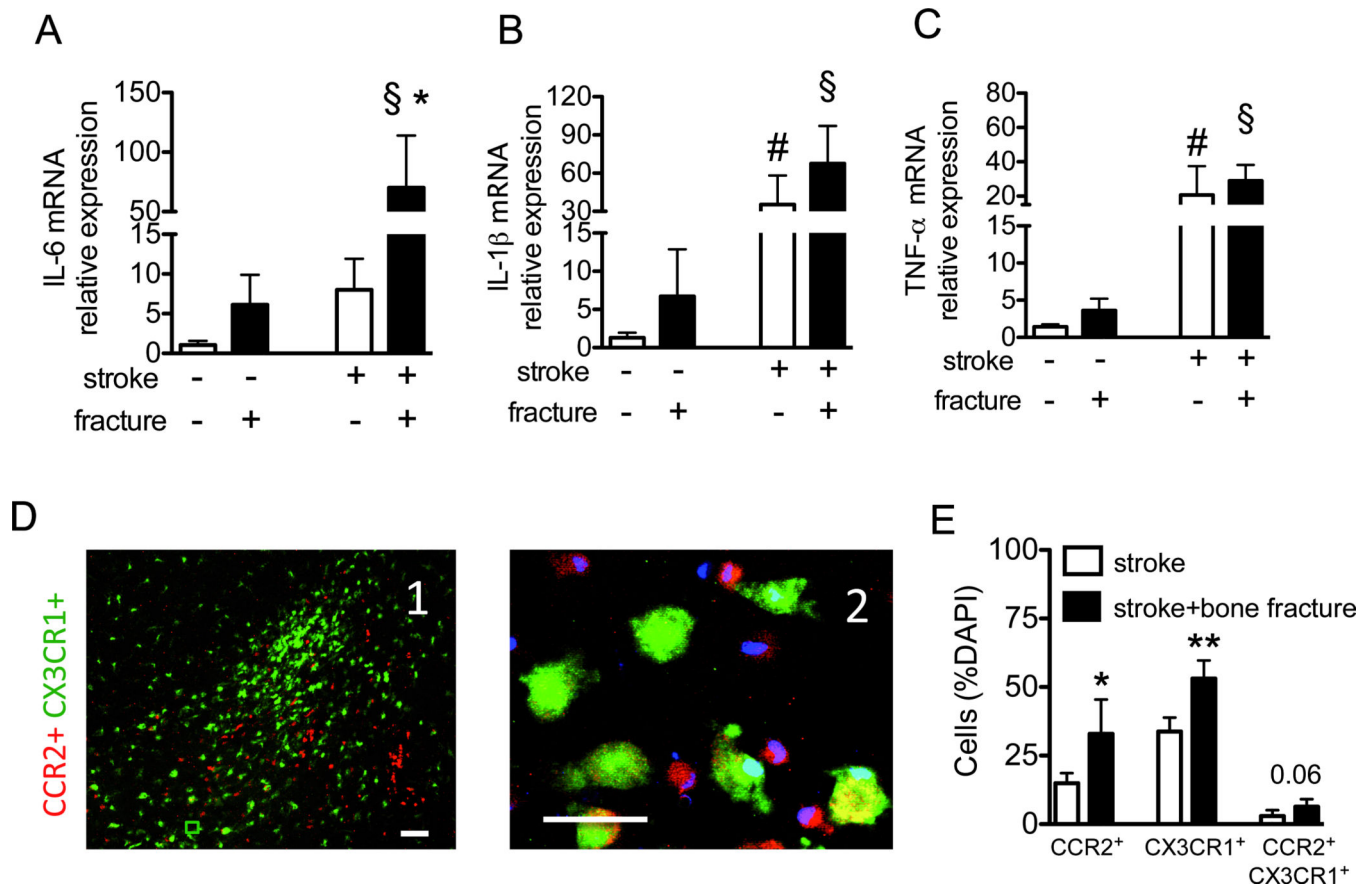 A
IL-6 mRNA
relative expression
150
100
50
15
10
5
0
§ *
stroke - - + +
fracture - + - +
B
IL-1β mRNA
relative expression
120
90
60
30
15
10
5
0
#
§
stroke - - + +
fracture - + - +
C
TNF-α mRNA
relative expression
80
60
40
20
15
10
5
0
#
§
stroke - - + +
fracture - + - +
D
CCR2+ CX3CR1+
1
2
E
Cells (%DAPI)
100
75
50
25
0
stroke
stroke+bone fracture
*
**
0.06
CCR2+
CX3CR1+
CCR2+
CX3CR1+